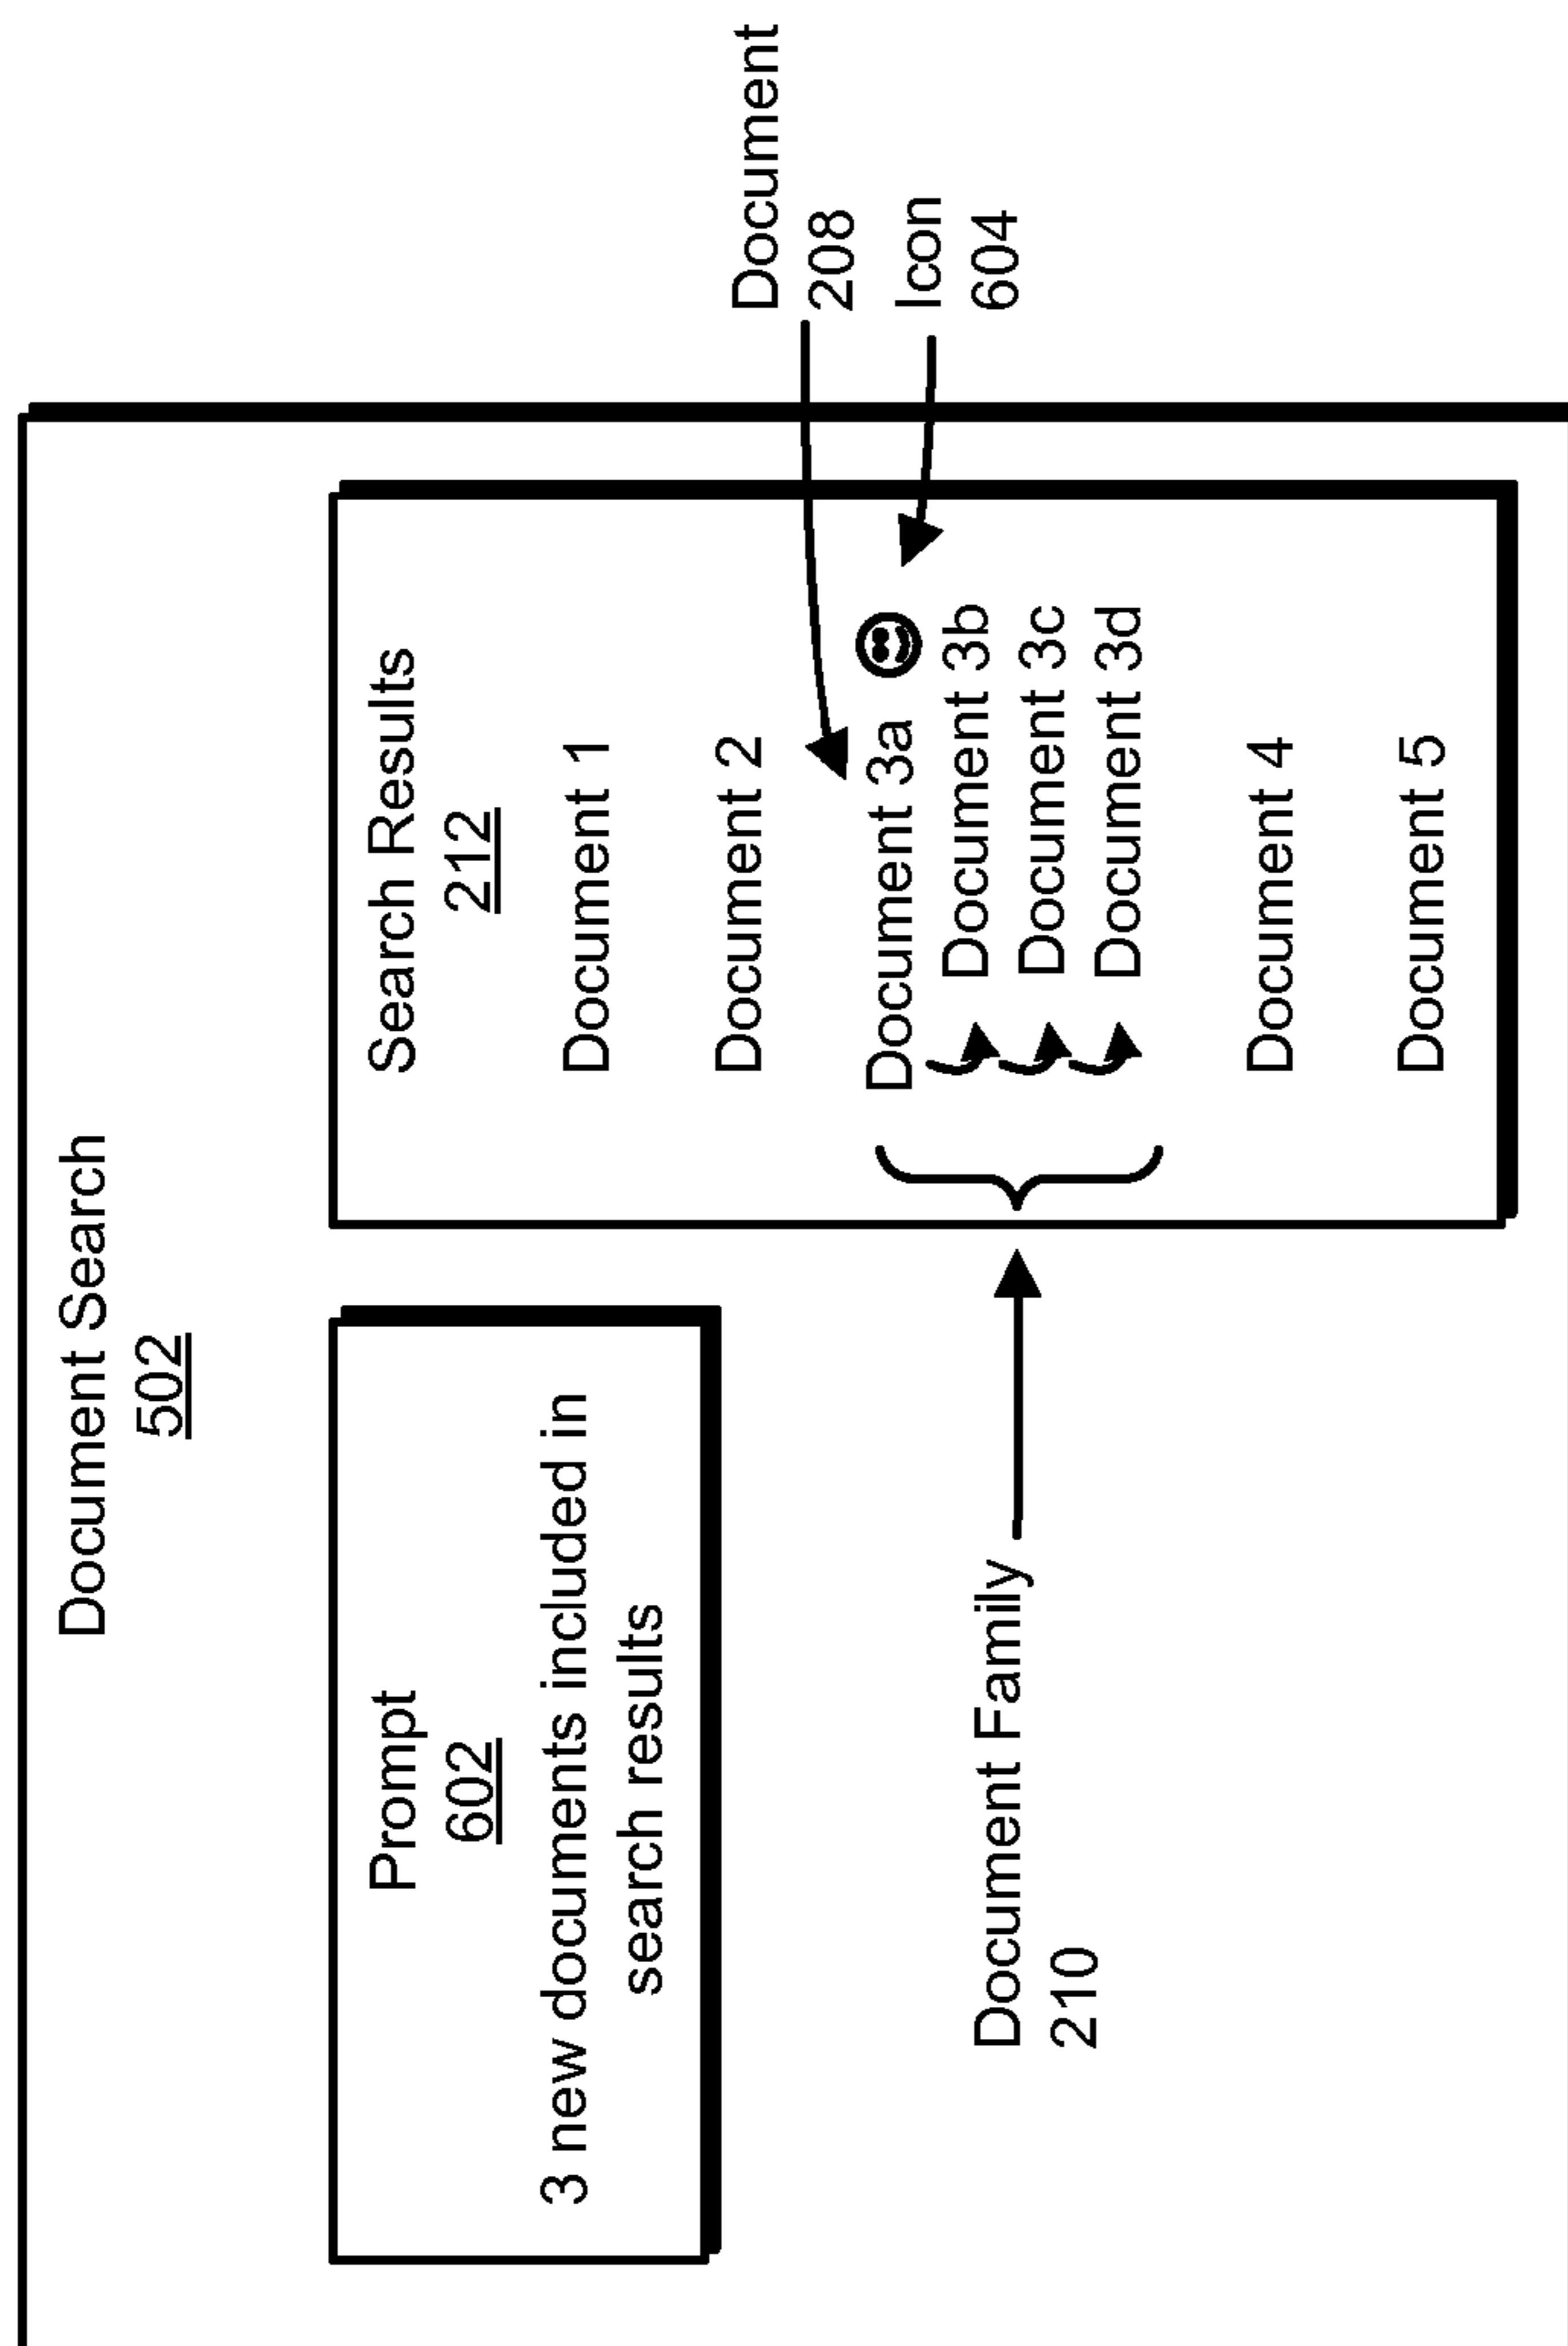 Document Search
502
Prompt
602
3 new documents included in
search results
Document Family
210
Search Results
212
Document 1
Document 2
Document 3a
Document 3b
Document 3c
Document 3d
Document 4
Document 5
Document
208
Icon
604